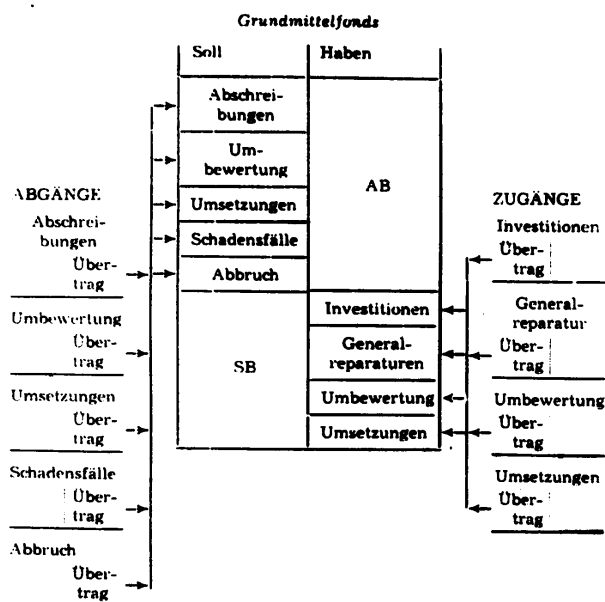 Grundmittelfonds
Soll
Haben
Abschrei-
bungen
Um-
bewertung
Umsetzungen
Schadensfälle
Abbruch
SB
AB
Investitionen
General-
reparaturen
Umbewertung
Umsetzungen
ABGÄNGE
Abschrei-
bungen
Über-
trag
Umbewertung
Über-
trag
Umsetzungen
Über-
trag
Schadensfälle
Über-
trag
Abbruch
Über-
trag
ZUGÄNGE
Investitionen
Über-
trag
General-
reparatur
Über-
trag
Umbewertung
Über-
trag
Umsetzungen
Über-
trag